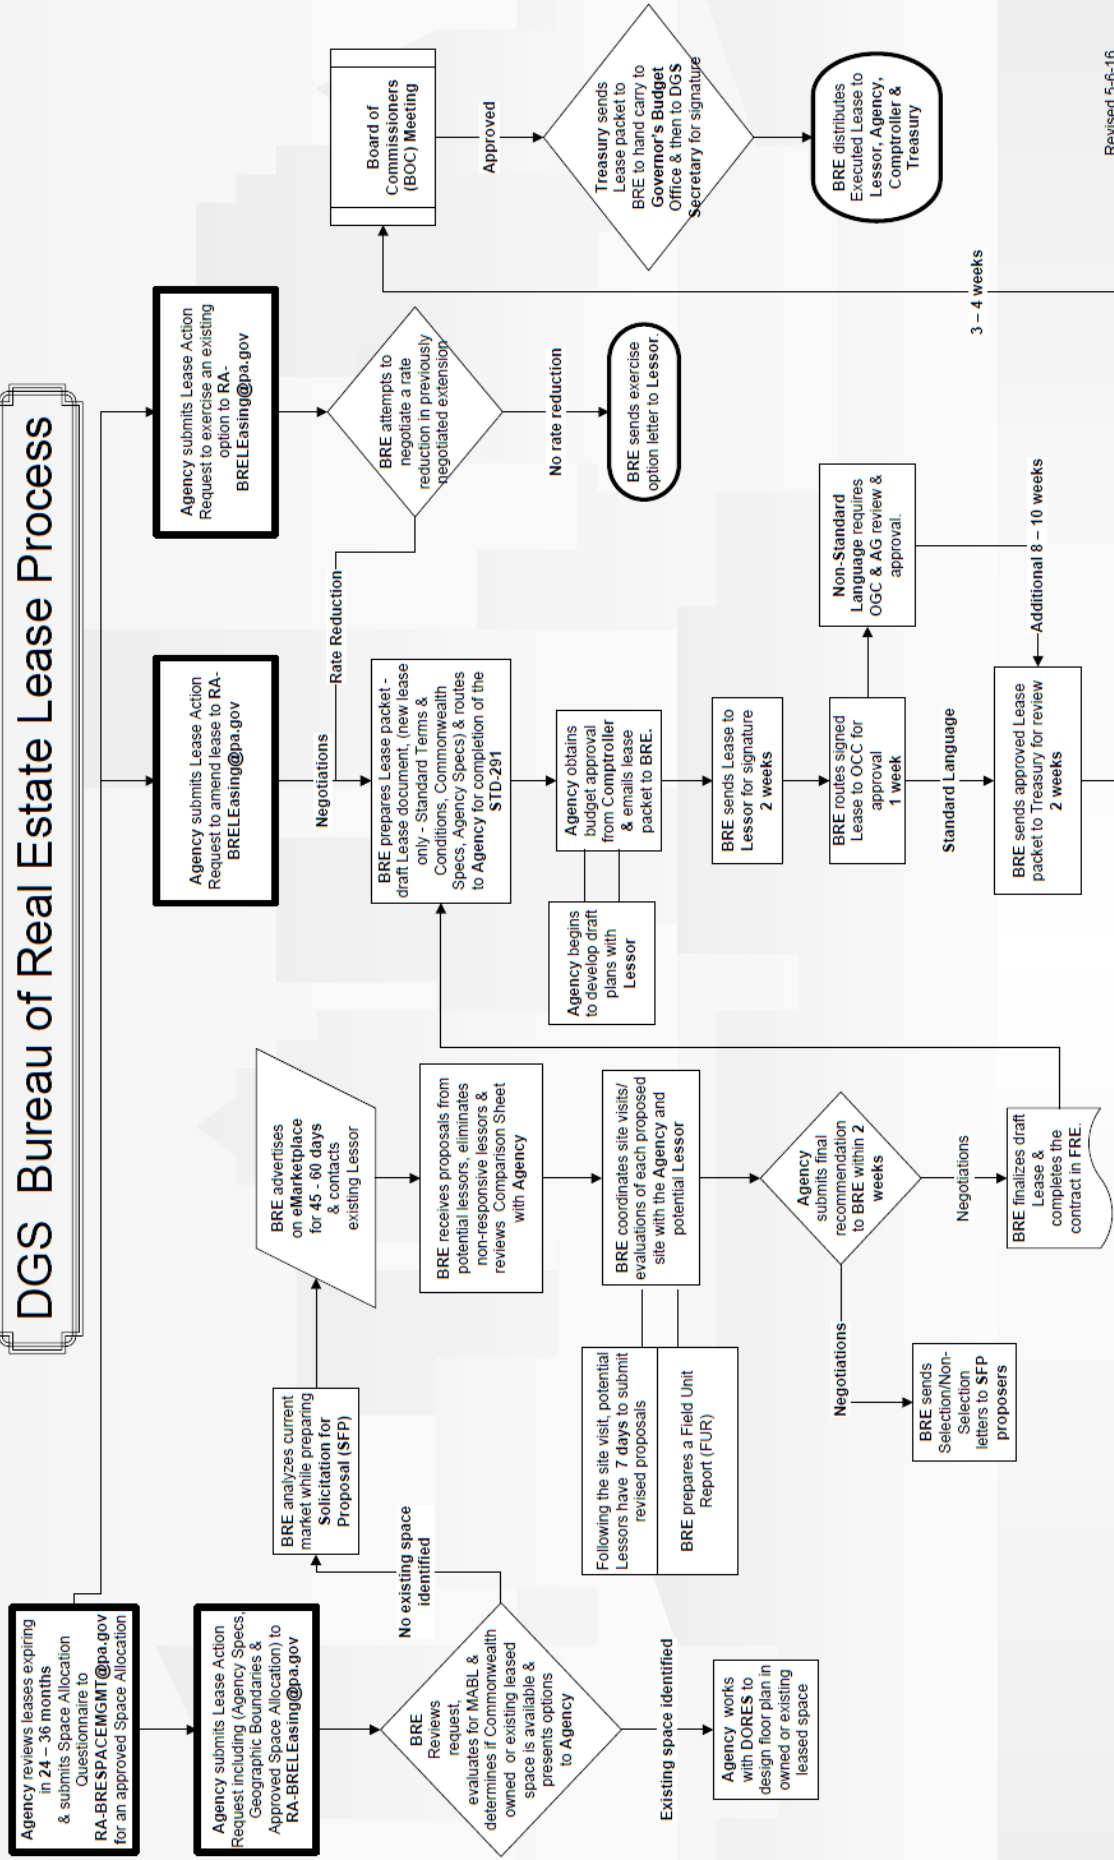 DGS Bureau of Real Estate Lease Process
Agency reviews leases expiring
in 24 – 36 months
& submits Space Allocation
Questionnaire to
RA-BRESPACEMGMT@pa.gov
for an approved Space Allocation
Agency submits Lease Action
Request including (Agency Specs,
Geographic Boundaries &
Approved Space Allocation) to
RA-BRELEasing@pa.gov
BRE
Reviews
request,
evaluates for MABL &
determines if Commonwealth
owned or existing leased
space is available &
presents options
to Agency
No existing space
identified
Existing space identified
Agency works
with DORES to
design floor plan in
owned or existing
leased space
BRE analyzes current
market while preparing
Solicitation for
Proposal (SFP)
BRE advertises
on eMarketplace
for 45 - 60 days
& contacts
existing Lessor
BRE receives proposals from
potential lessors, eliminates
non-responsive lessors &
reviews Comparison Sheet
with Agency
BRE coordinates site visits/
evaluations of each proposed
site with the Agency and
potential Lessor
Following the site visit, potential
Lessors have 7 days to submit
revised proposals
BRE prepares a Field Unit
Report (FUR)
Agency
submits final
recommendation
to BRE within 2
weeks
Negotiations
BRE sends
Selection/Non-
Selection
letters to SFP
proposers
Negotiations
BRE finalizes draft
Lease &
completes the
contract in FRE.
Agency submits Lease Action
Request to amend lease to RA-
BRELEasing@pa.gov
Negotiations
Rate Reduction
BRE prepares Lease packet -
draft Lease document, (new lease
only - Standard Terms &
Conditions, Commonwealth
Specs, Agency Specs) & routes
to Agency for completion of the
STD-291
Agency obtains
budget approval
from Comptroller
& emails lease
packet to BRE.
Agency begins
to develop draft
plans with
Lessor
BRE sends Lease to
Lessor for signature
2 weeks
BRE routes signed
Lease to OCC for
approval
1 week
Non-Standard
Language requires
OGC & AG review &
approval.
Standard Language
Additional 8 – 10 weeks
BRE sends approved Lease
packet to Treasury for review
2 weeks
Agency submits Lease Action
Request to exercise an existing
option to RA-
BRELEasing@pa.gov
BRE attempts to
negotiate a rate
reduction in previously
negotiated extension
No rate reduction
BRE sends exercise
option letter to Lessor.
3 – 4 weeks
Board of
Commissioners
(BOC) Meeting
Approved
Treasury sends
Lease packet to
BRE to hand carry to
Governor's Budget
Office & then to DGS
Secretary for signature
BRE distributes
Executed Lease to
Lessor, Agency,
Comptroller &
Treasury
Revised 5-6-16